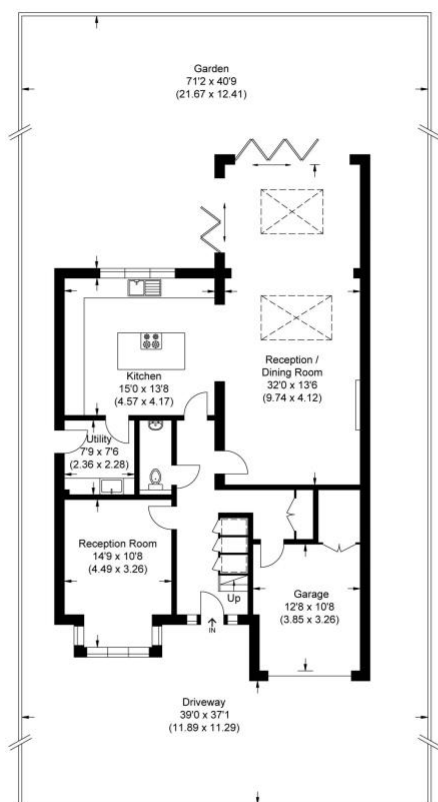 Garden
71'2 x 40'9
(21.67 x 12.41)
Kitchen
15'0 x 13'8
(4.57 x 4.17)
Reception /
Dining Room
32'0 x 13'6
(9.74 x 4.12)
Utility
7'9 x 7'6
(2.36 x 2.28)
Reception Room
14'9 x 10'8
(4.49 x 3.26)
Up
Garage
12'8 x 10'8
(3.85 x 3.26)
IN
Driveway
39'0 x 37'1
(11.89 x 11.29)